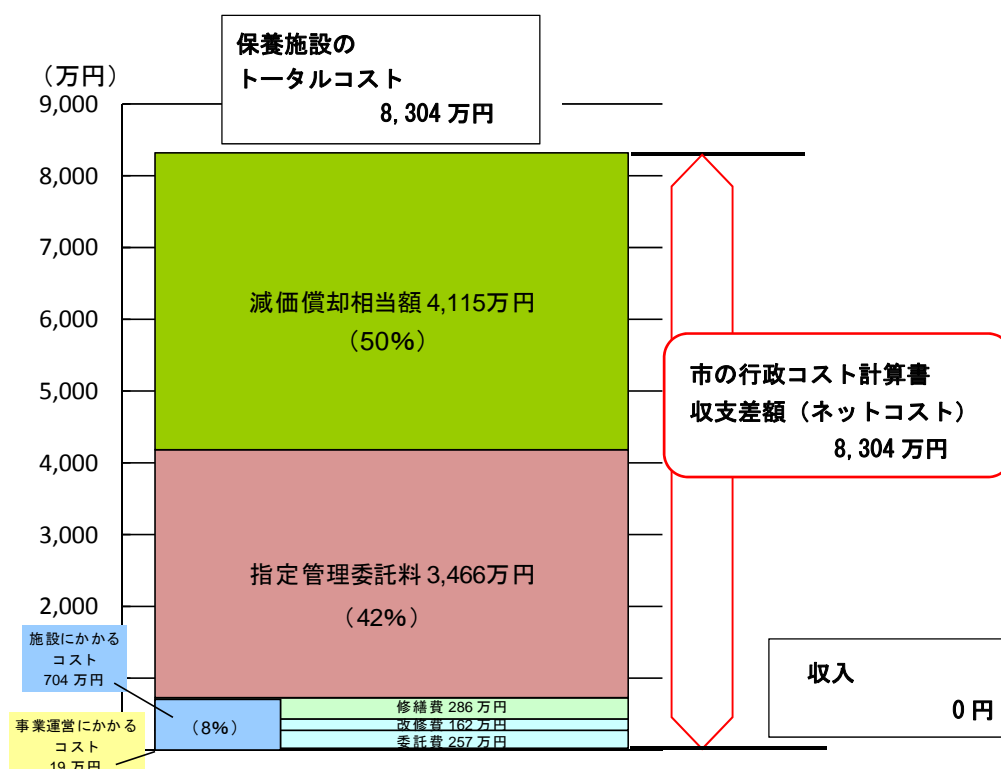 保養施設の
トータルコスト
8,304 万円
（万円）
9,000
8,000
7,000
6,000
5,000
4,000
3,000
2,000
減価償却相当額 4,115万円
（50%）
指定管理委託料 3,466万円
（42%）
市の行政コスト計算書
収支差額（ネットコスト）
8,304 万円
施設にかかる
コスト
704 万円
（8%）
修繕費 286 万円
改修費 162 万円
委託費 257 万円
事業運営にかかる
コスト
19 万円
収入
0 円